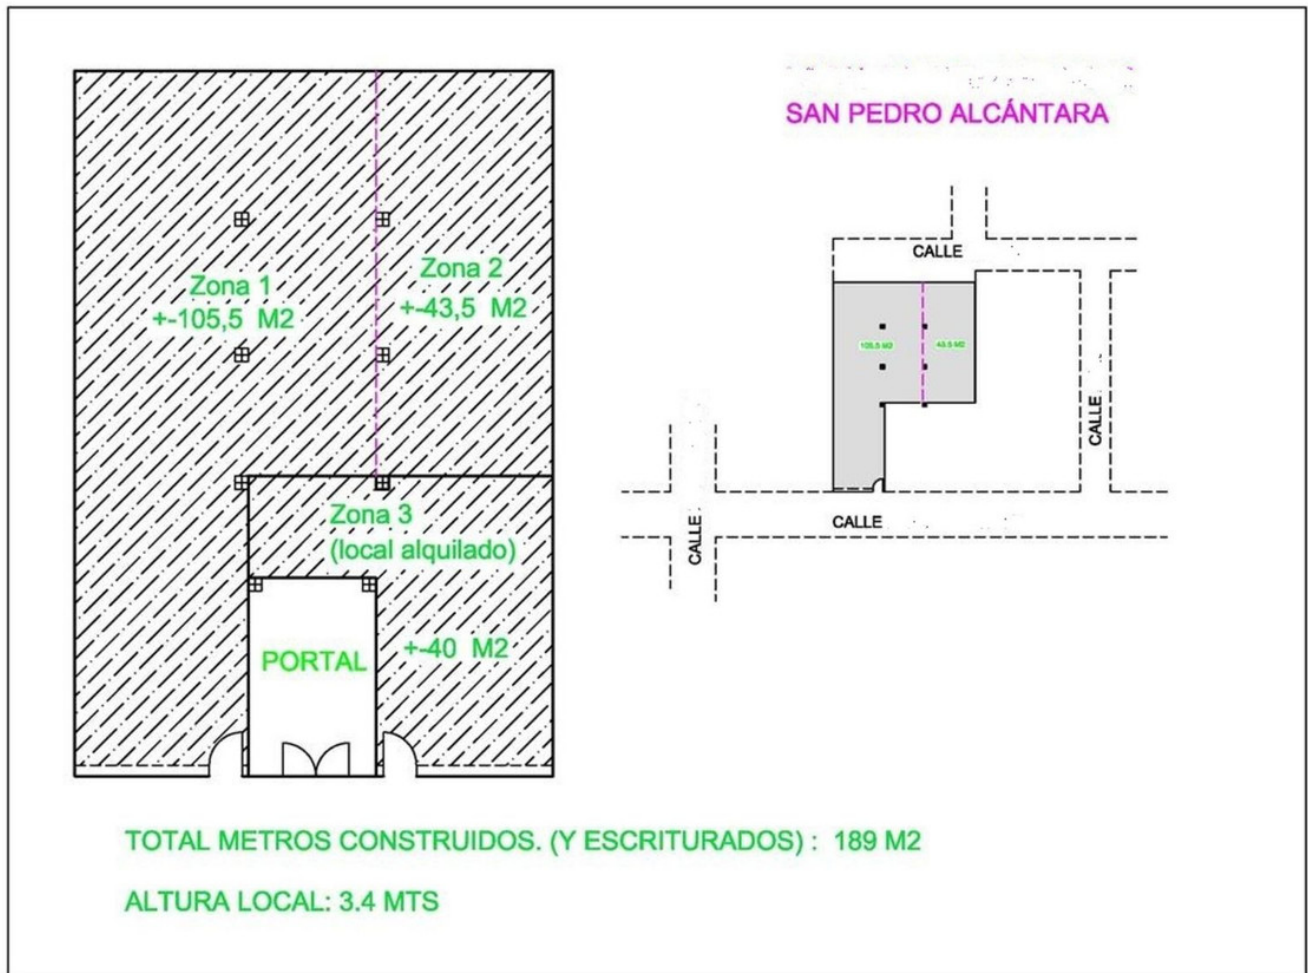 SAN PEDRO ALCÁNTARA
Zona 1
+-105,5 M2
Zona 2
+-43,5 M2
Zona 3
(local alquilado)
PORTAL
+-40 M2
CALLE
105.5 M2
43.5 M2
CALLE
CALLE
CALLE
TOTAL METROS CONSTRUIDOS. (Y ESCRITURADOS) : 189 M2
ALTURA LOCAL: 3.4 MTS